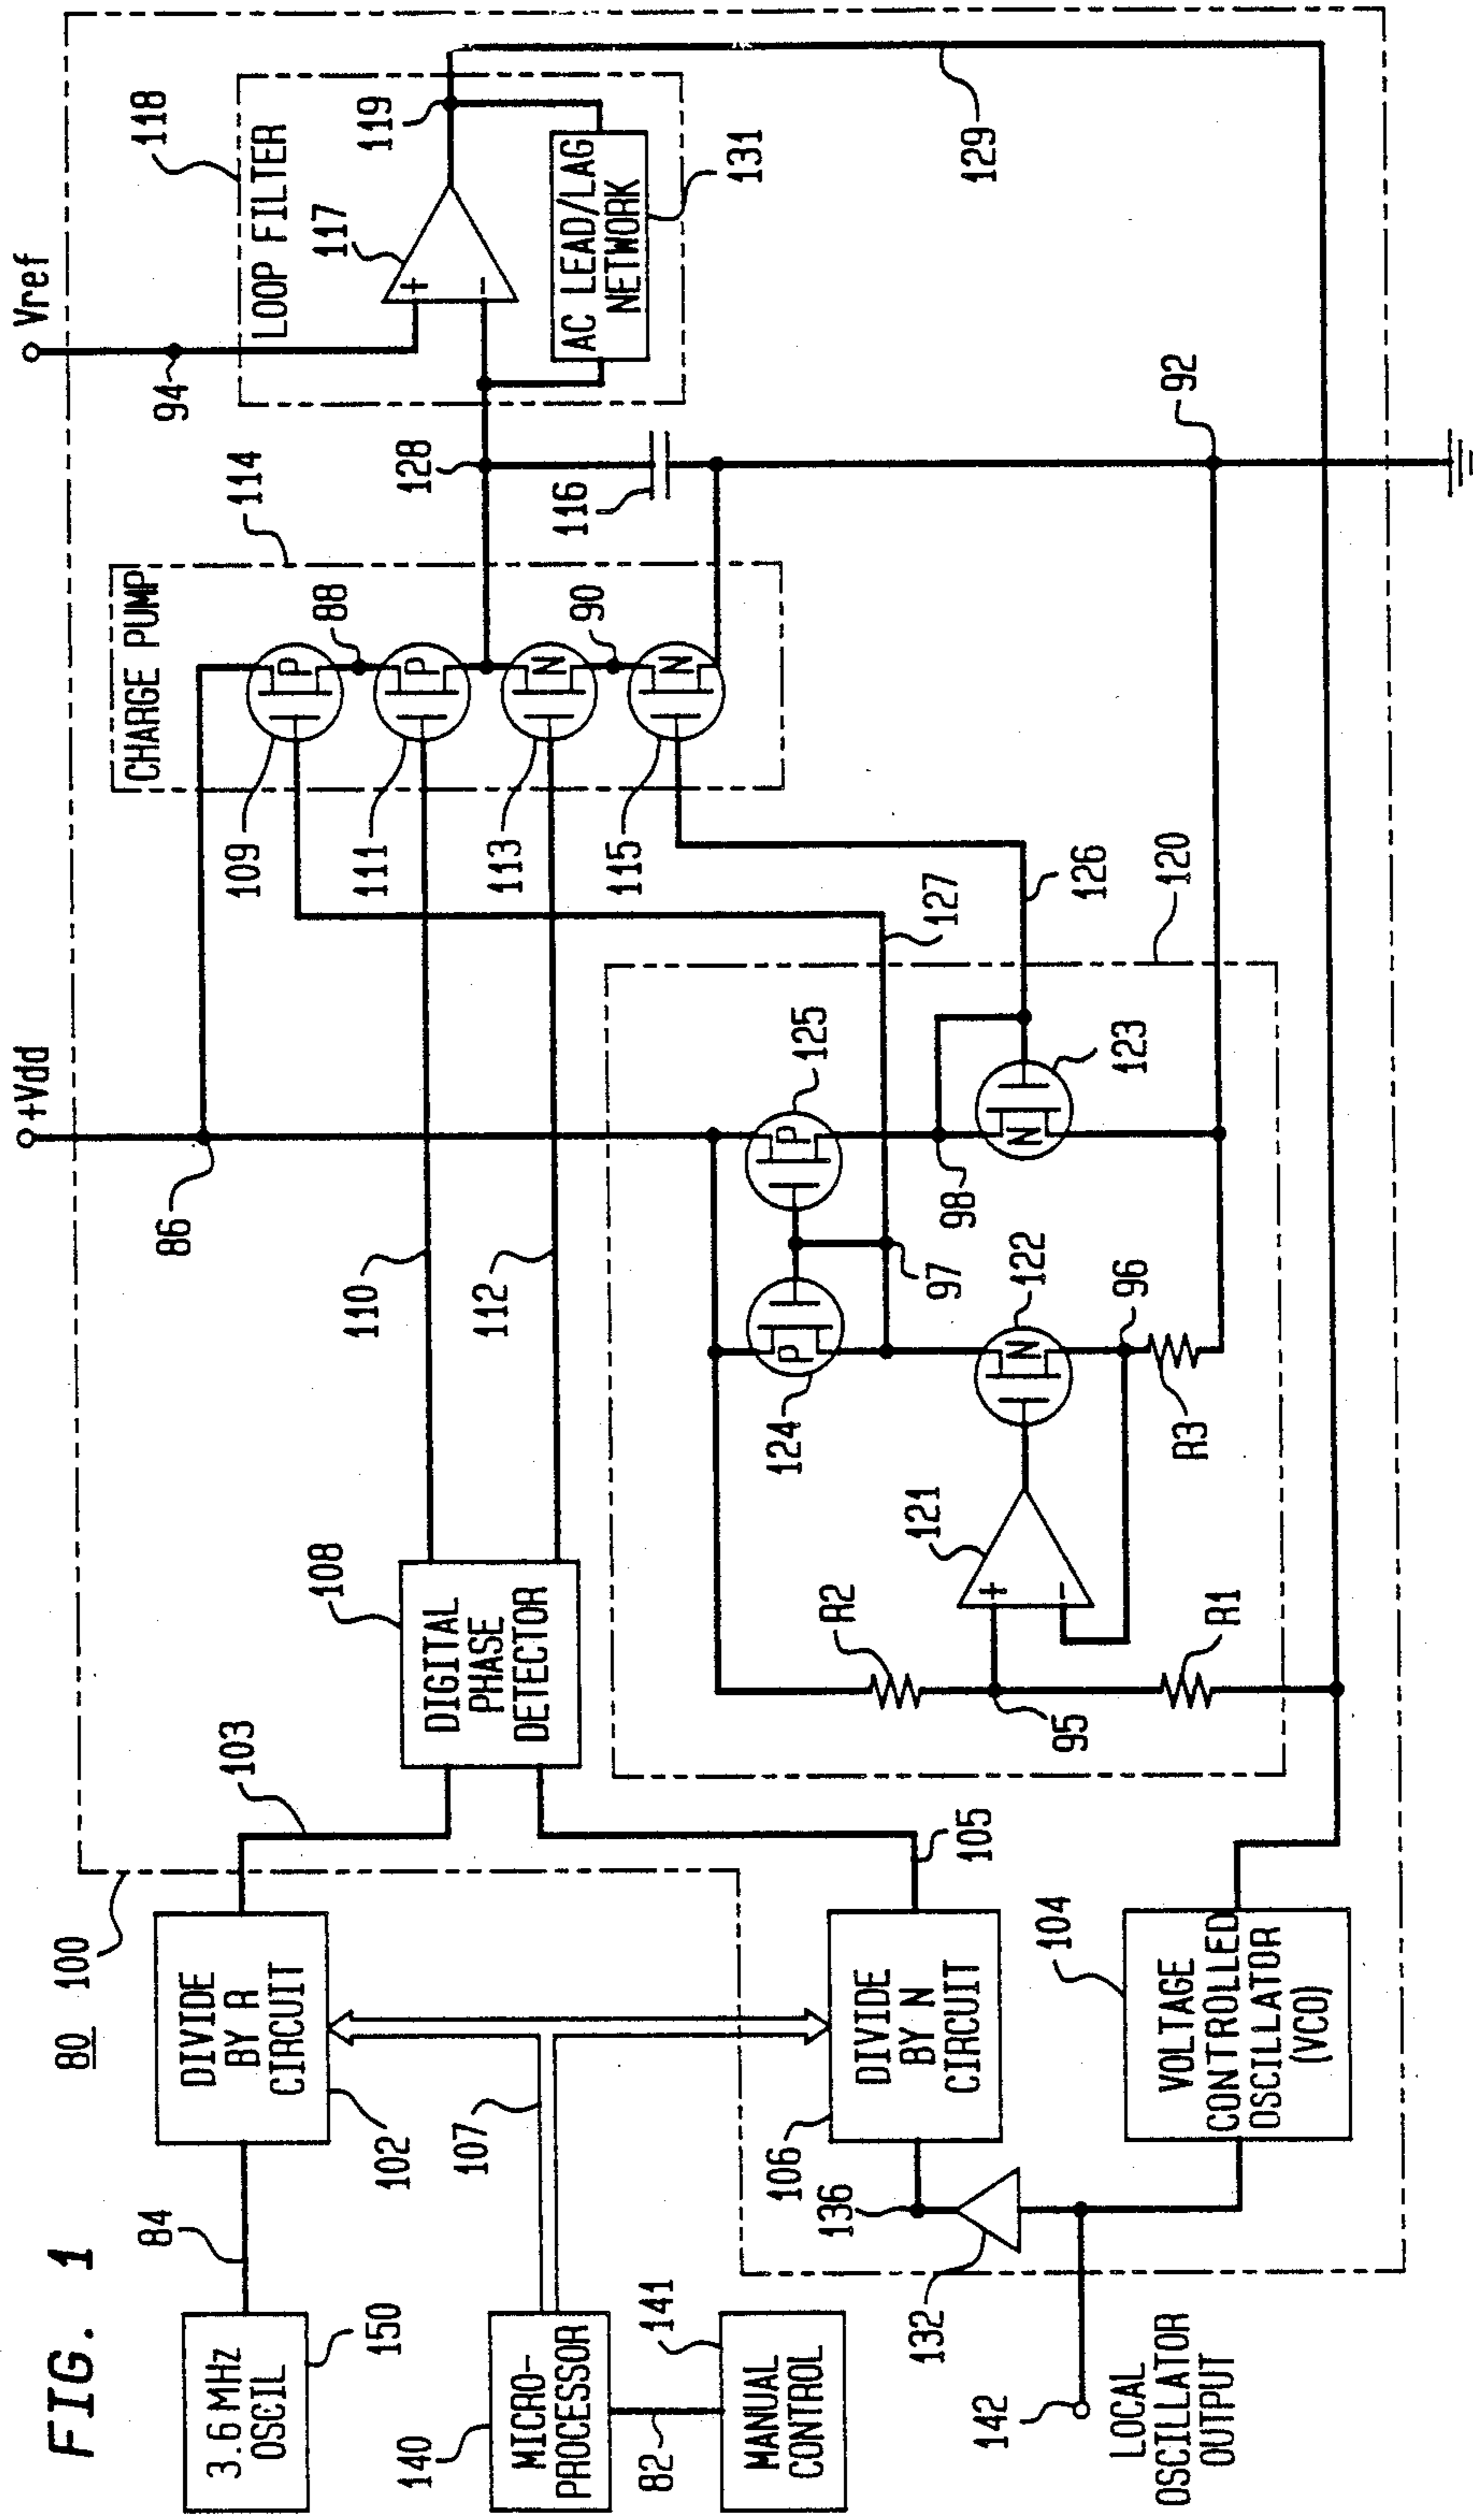 FIG. 1
80
100
3.6 MHz
OSCIL
150
84
DIVIDE
BY R
CIRCUIT
102
103
MICRO-
PROCESSOR
140
82
MANUAL
CONTROL
141
107
DIVIDE
BY N
CIRCUIT
106
105
136
132
142
LOCAL
OSCILLATOR
OUTPUT
VOLTAGE
CONTROLLED
OSCILLATOR
(VCO)
104
DIGITAL
PHASE
DETECTOR
108
110
112
+Vdd
86
R2
95
R1
+
-
121
124
P
125
P
97
98
N
122
96
R3
N
123
120
127
126
CHARGE PUMP
114
109
P
88
111
P
113
N
90
115
N
128
116
92
Vref
94
LOOP FILTER
118
117
+
-
119
AC LEAD/LAG
NETWORK
131
129